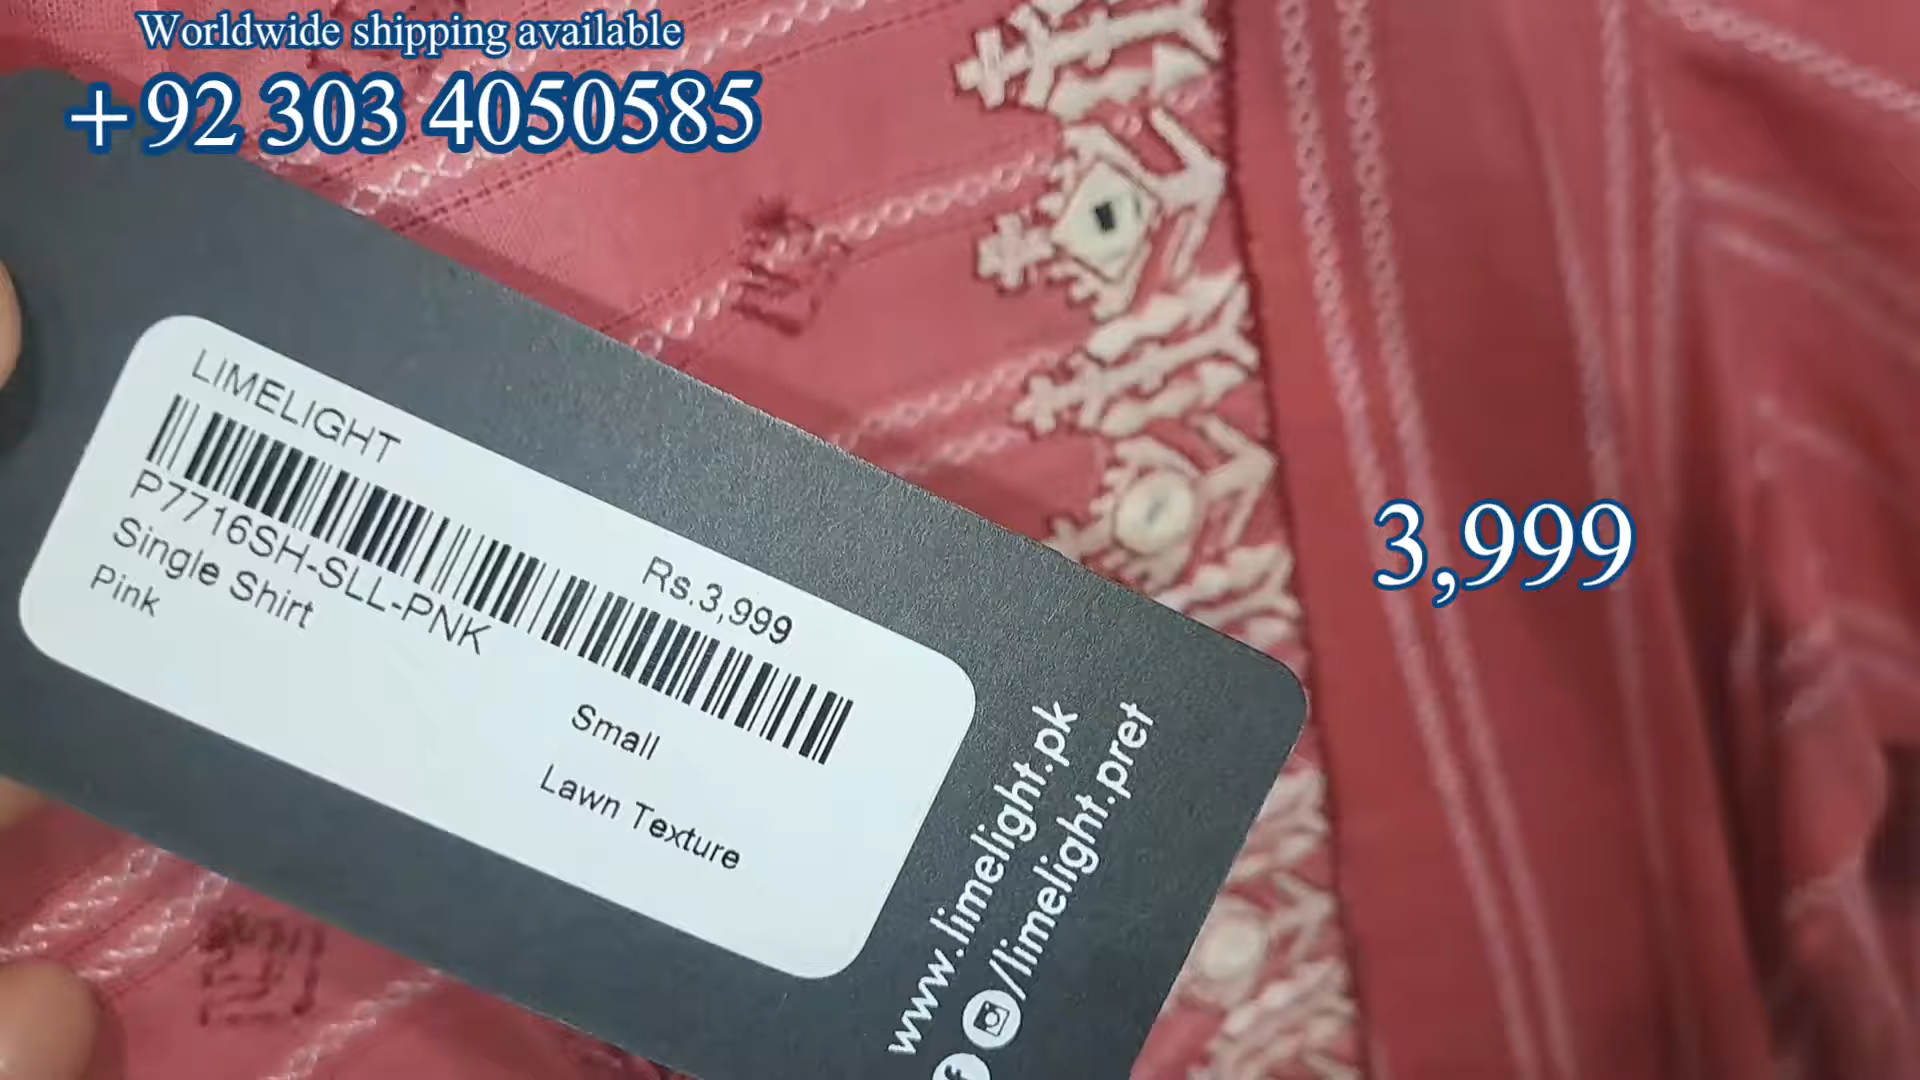 Worldwide shipping available
+92 303 4050585
LIMELIGHT
P7716SH-SLL-PNK
Rs.3,999
Single Shirt
Small
Pink
Lawn Texture
www.limelight.pk
/limelight.pret
3,999